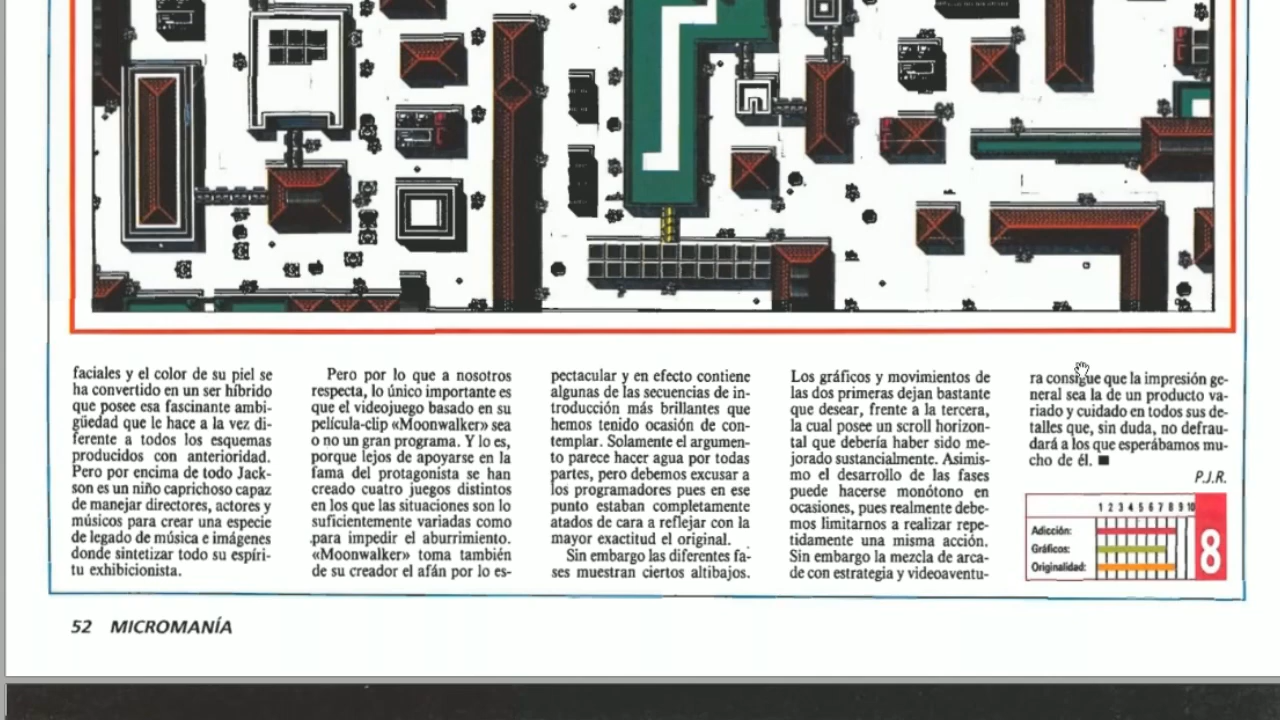 faciales y el color de su piel se
ha convertido en un ser híbrido
que posee esa fascinante ambi-
güedad que le hace a la vez di-
ferente a todos los esquemas
producidos con anterioridad.
Pero por encima de todo Jack-
son es un niño caprichoso capaz
de manejar directores, actores y
músicos para crear una especie
de legado de música e imágenes
donde sintetizar todo su espíri-
tu exhibicionista.
Pero por lo que a nosotros
respecta, lo único importante es
que el videojuego basado en su
película-clip «Moonwalker» sea
o no un gran programa. Y lo es,
porque lejos de apoyarse en la
fama del protagonista se han
creado cuatro juegos distintos
en los que las situaciones son lo
suficientemente variadas como
para impedir el aburrimiento.
«Moonwalker» toma también
de su creador el afán por lo es-
pectacular y en efecto contiene
algunas de las secuencias de in-
troducción más brillantes que
hemos tenido ocasión de con-
templar. Solamente el argumen-
to parece hacer agua por todas
partes, pero debemos excusar a
los programadores pues en ese
punto estaban completamente
atados de cara a reflejar con la
mayor exactitud el original.
Sin embargo las diferentes fa-
ses muestran ciertos altibajos.
Los gráficos y movimientos de
las dos primeras dejan bastante
que desear, frente a la tercera,
la cual posee un scroll horizon-
tal que debería haber sido me-
jorado sustancialmente. Asimis-
mo el desarrollo de las fases
puede hacerse monótono en
ocasiones, pues realmente debe-
mos limitarnos a realizar repe-
tidamente una misma acción.
Sin embargo la mezcla de arca-
de con estrategia y videoaventu-
ra consigue que la impresión ge-
neral sea la de un producto va-
riado y cuidado en todos sus de-
talles que, sin duda, no defrau-
dará a los que esperábamos mu-
cho de él. ■
P.J.R.
1 2 3 4 5 6 7 8 9 10
Adicción:
Gráficos:
Originalidad:
8
52 MICROMANÍA